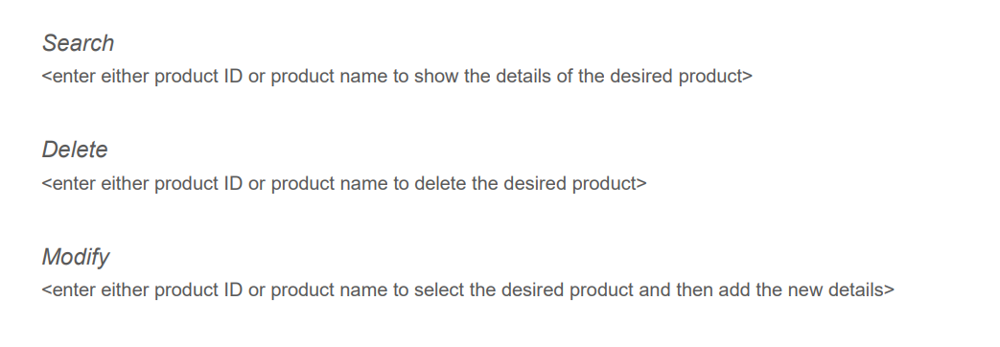 Search
<enter either product ID or product name to show the details of the desired product>
Delete
<enter either product ID or product name to delete the desired product>
Modify
<enter either product ID or product name to select the desired product and then add the new details>